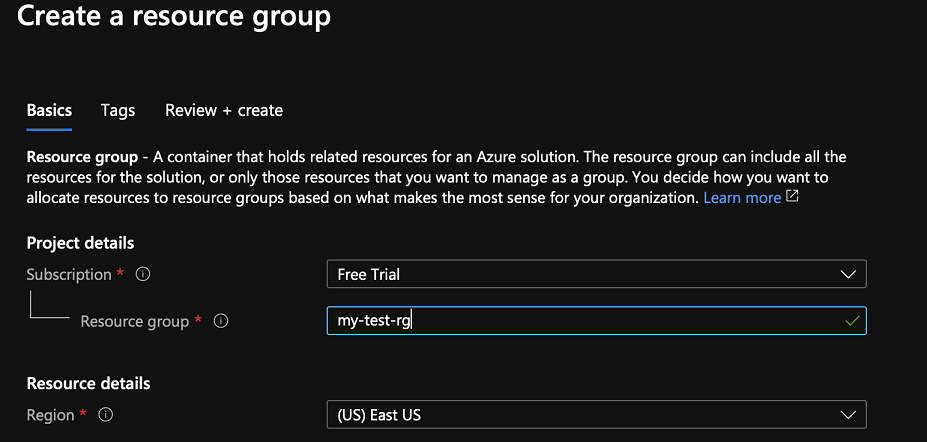 Create a resource group
Basics Tags Review + create
Resource group - A container that holds related resources for an Azure solution. The resource group can include all the
resources for the solution, or only those resources that you want to manage as a group. You decide how you want to
allocate resources to resource groups based on what makes the most sense for your organization. Learn more
Project details
Subscription * Free Trial
Resource group * my-test-rg
Resource details
Region * (US) East US